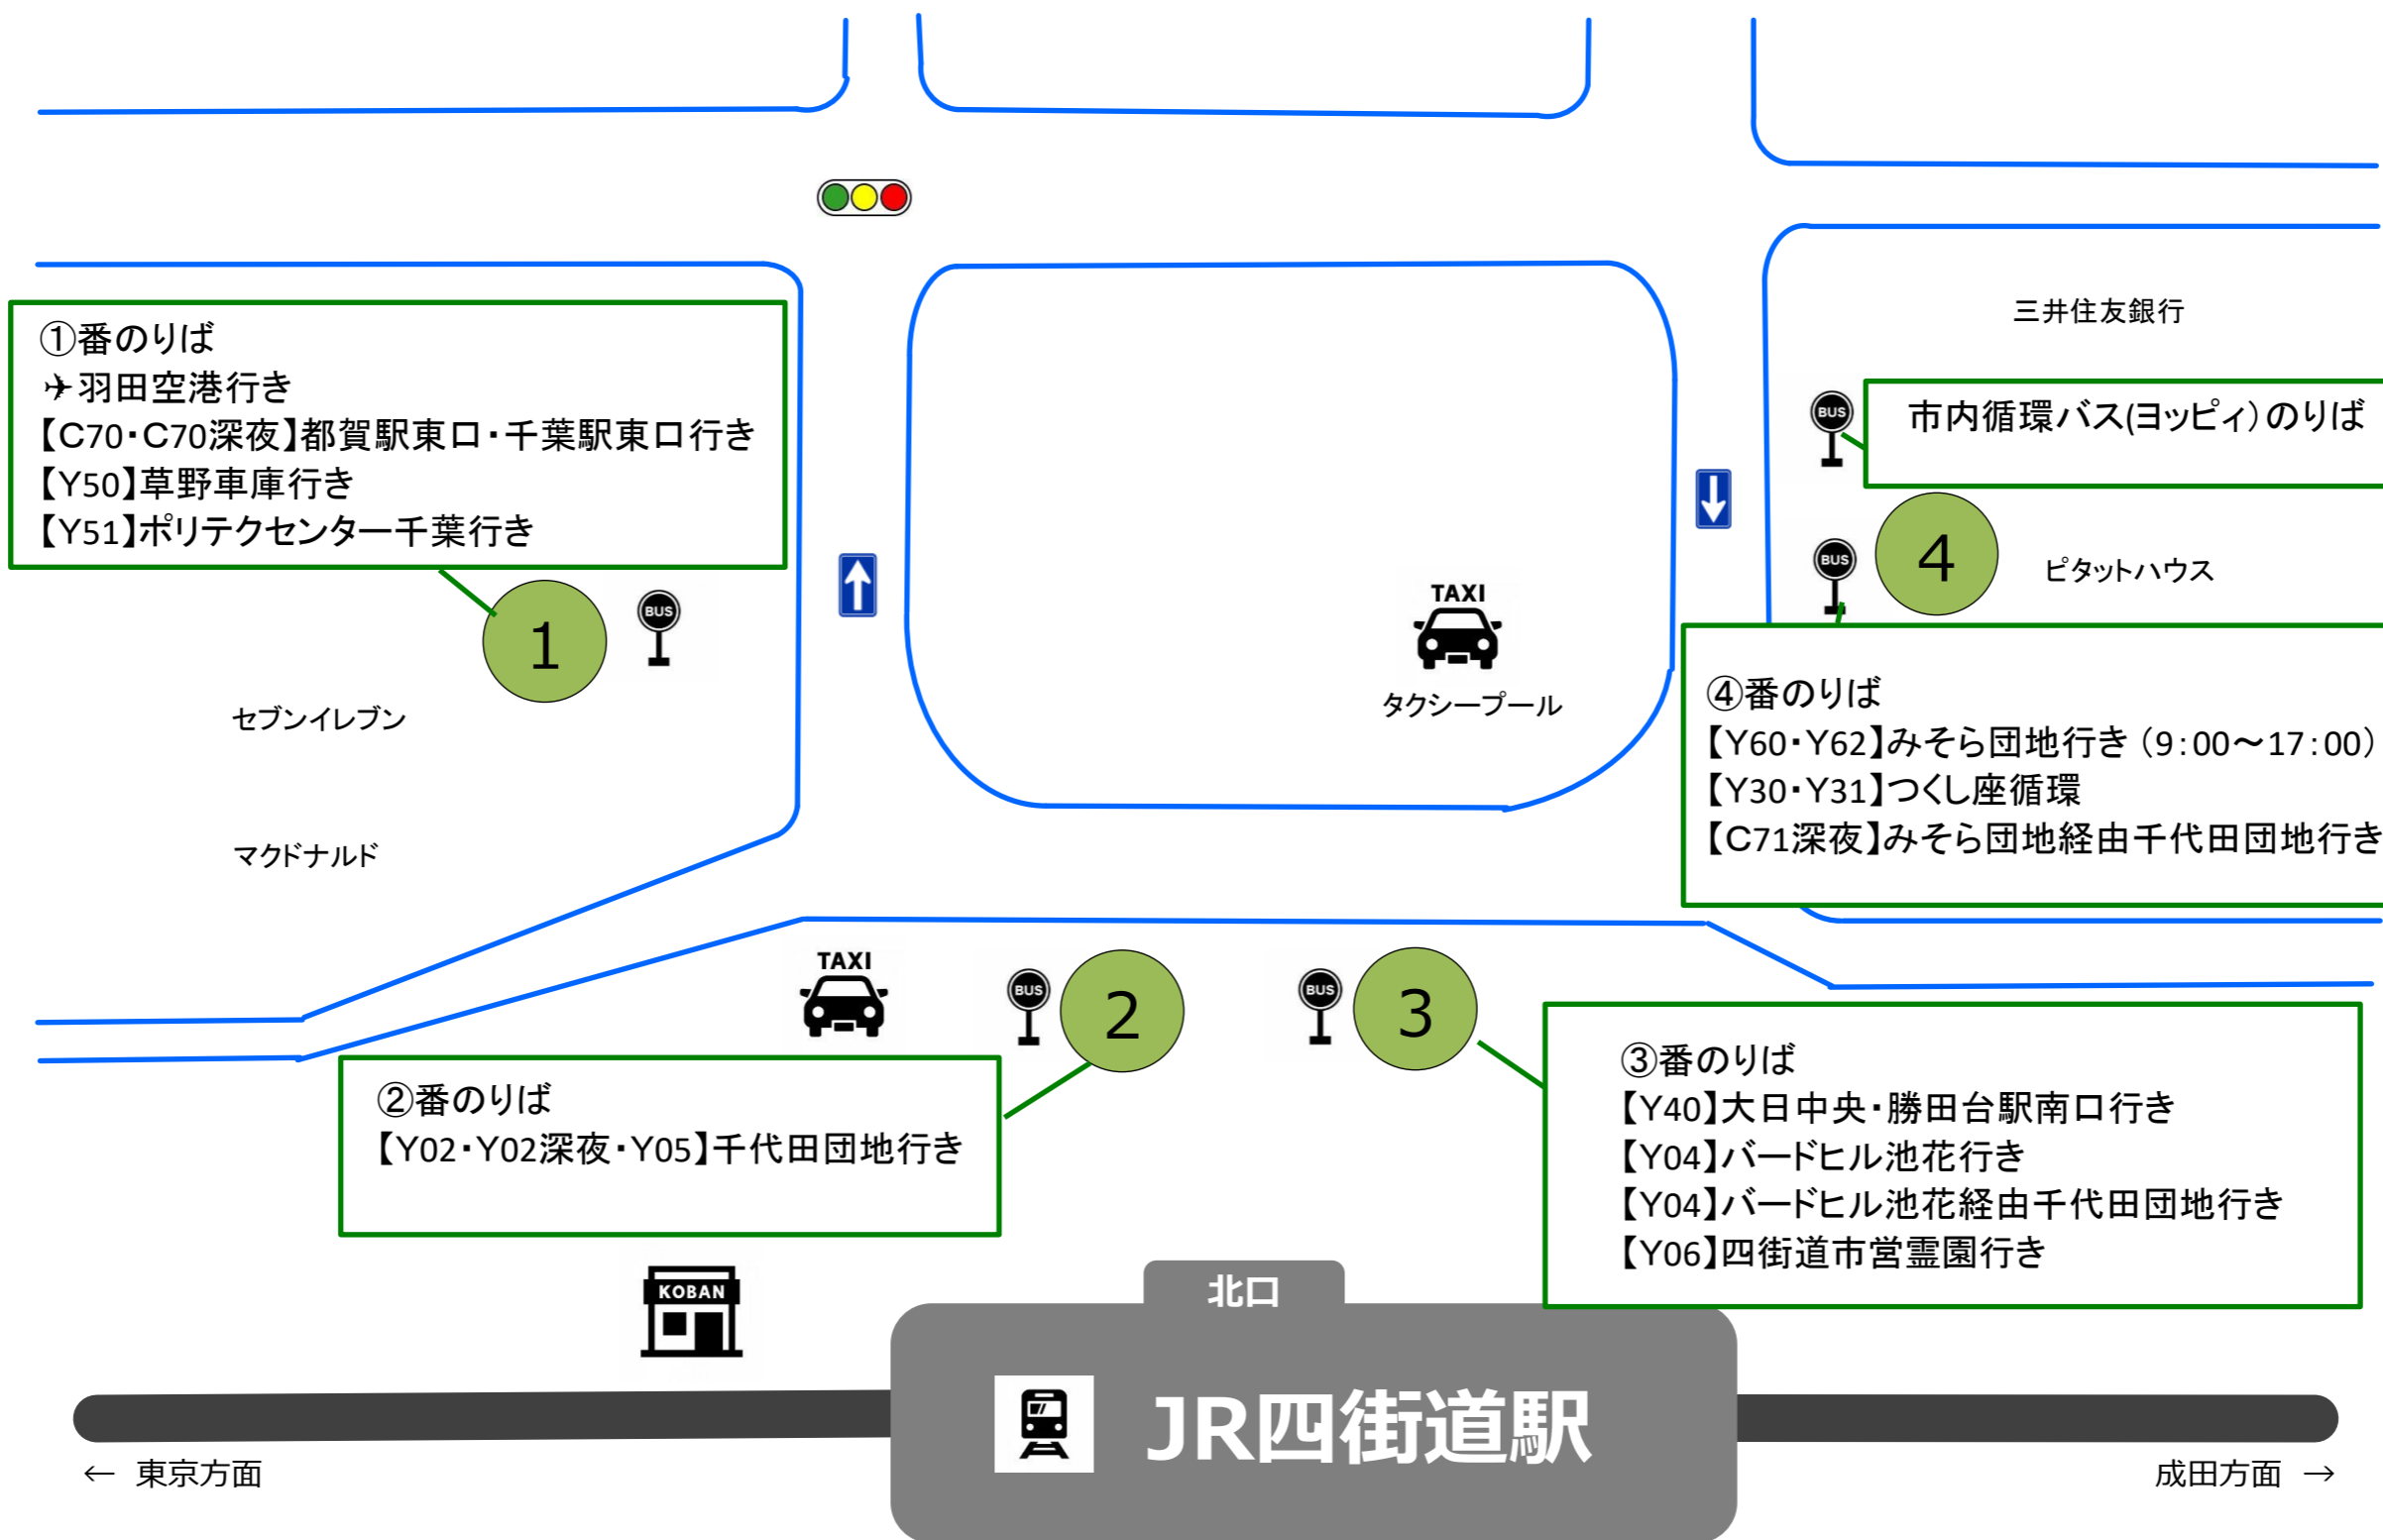 ①番のりば
✈羽田空港行き
【C70・C70深夜】都賀駅東口・千葉駅東口行き
【Y50】草野車庫行き
【Y51】ポリテクセンター千葉行き
三井住友銀行
BUS
市内循環バス(ヨッピィ)のりば
BUS
4
ピタットハウス
1
BUS
TAXI
タクシープール
セブンイレブン
マクドナルド
④番のりば
【Y60・Y62】みそら団地行き（9:00～17:00）
【Y30・Y31】つくし座循環
【C71深夜】みそら団地経由千代田団地行き
TAXI
BUS
2
BUS
3
②番のりば
【Y02・Y02深夜・Y05】千代田団地行き
③番のりば
【Y40】大日中央・勝田台駅南口行き
【Y04】バードヒル池花行き
【Y04】バードヒル池花経由千代田団地行き
【Y06】四街道市営霊園行き
KOBAN
北口
JR四街道駅
← 東京方面
成田方面 →